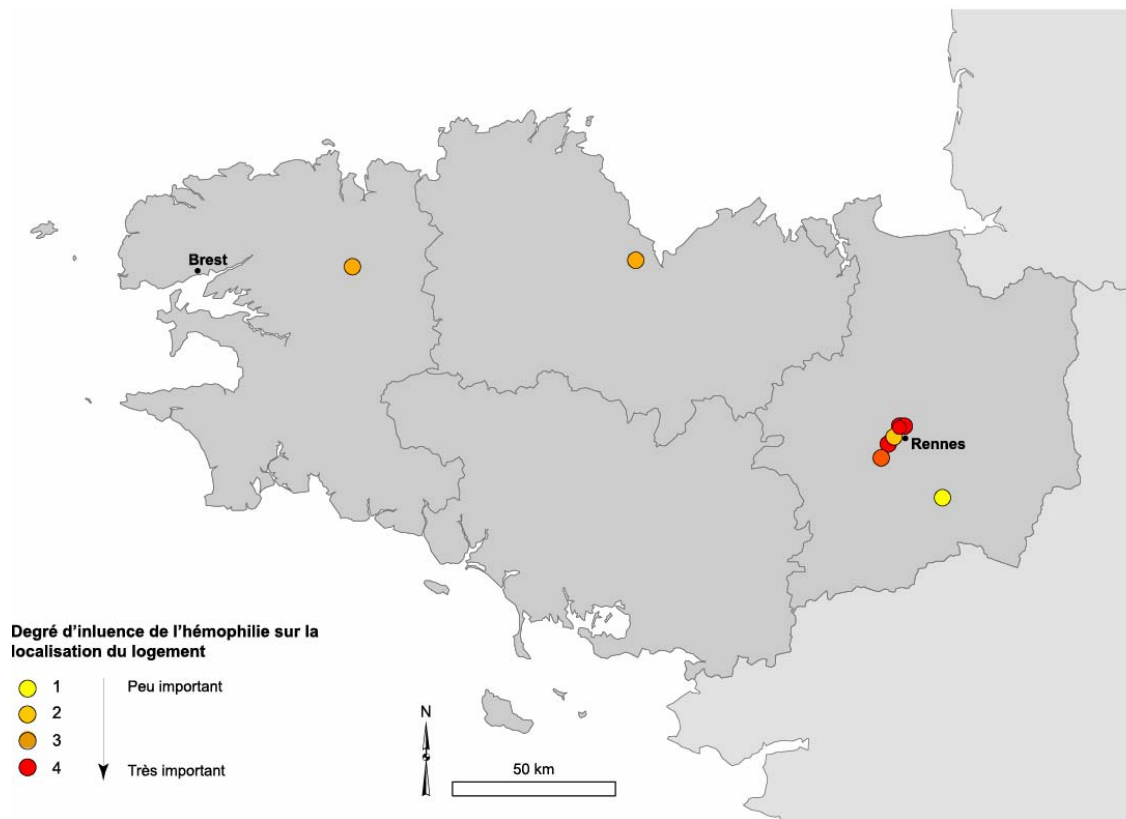 Brest
Rennes
Degré d'inluence de l'hémophilie sur la
localisation du logement
1
Peu important
2
3
4
Très important
N
50 km